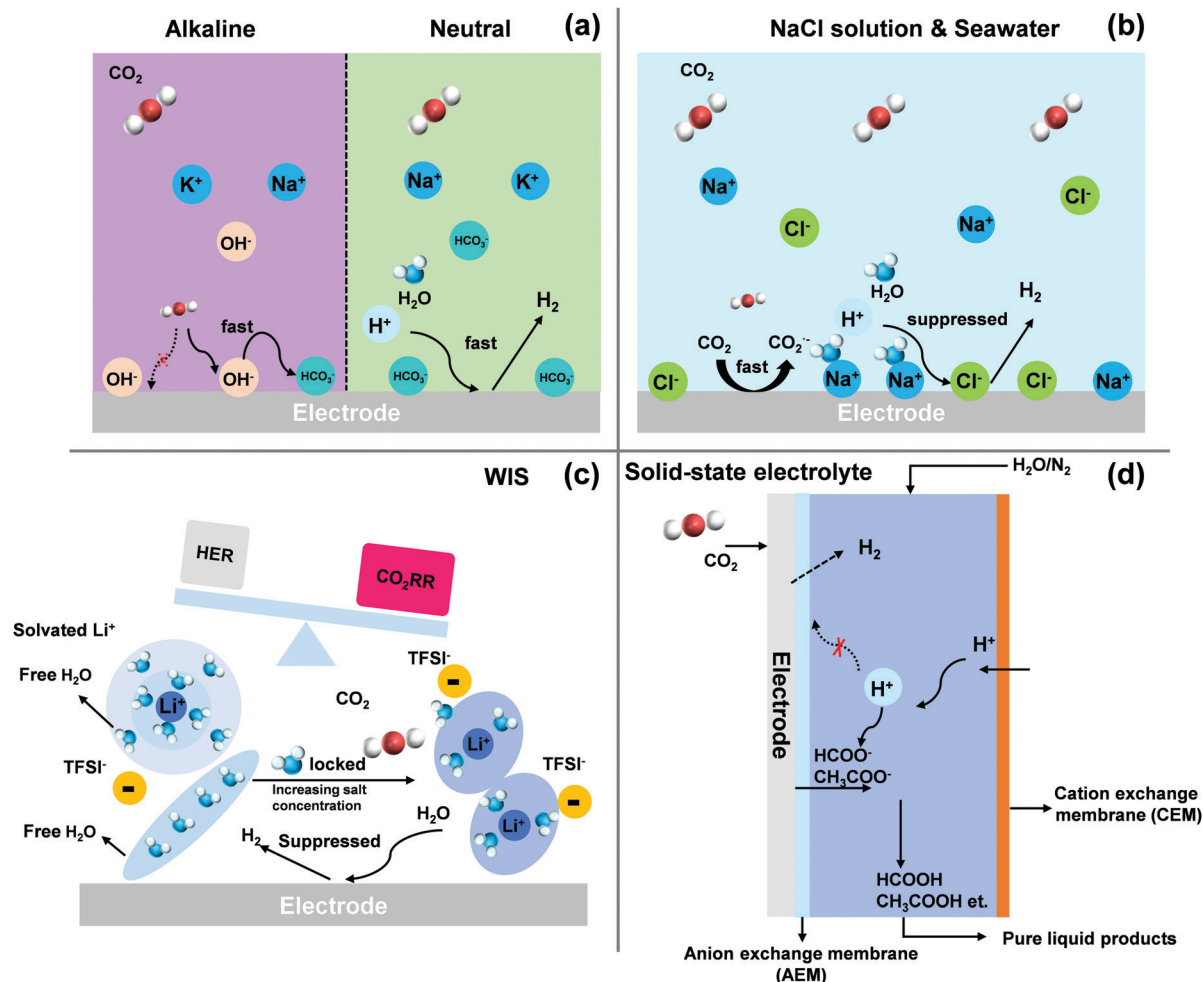 Alkaline
Neutral
(a)
CO₂
K⁺
Na⁺
OH⁻
fast
OH⁻
OH⁻
HCO₃⁻
Na⁺
K⁺
HCO₃⁻
H₂O
H₂
H⁺
fast
HCO₃⁻
HCO₃⁻
Electrode
NaCl solution & Seawater
(b)
CO₂
Na⁺
Cl⁻
Cl⁻
Na⁺
H₂O
H₂
H⁺
suppressed
CO₂
CO₂·⁻
fast
Cl⁻
Na⁺
Na⁺
Cl⁻
Cl⁻
Na⁺
Electrode
WIS
(c)
HER
CO₂RR
Solvated Li⁺
Free H₂O
Li⁺
TFSI⁻
-
CO₂
Li⁺
TFSI⁻
-
locked
Increasing salt
concentration
TFSI⁻
-
Li⁺
H₂O
Free H₂O
H₂
Suppressed
Electrode
Solid-state electrolyte
(d)
H₂O/N₂
CO₂
H₂
Electrode
H⁺
H⁺
HCOO⁻
CH₃COO⁻
Cation exchange
membrane (CEM)
HCOOH
CH₃COOH et.
Pure liquid products
Anion exchange membrane
(AEM)